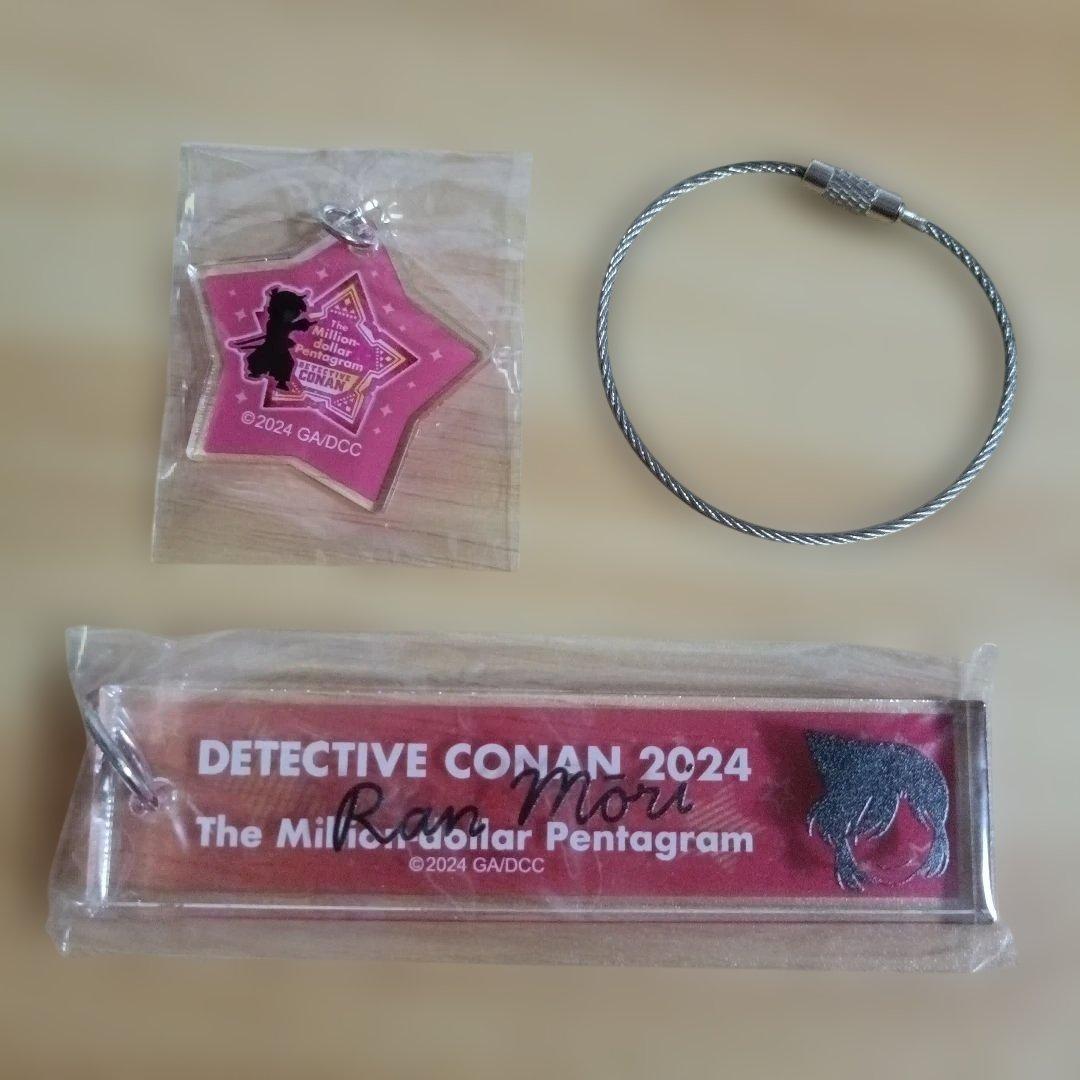 The
Million-
dollar
Pentagram
DETECTIVE
CONAN
©2024 GA/DCC
DETECTIVE CONAN 2024
Ran Mōri
The Million-dollar Pentagram
©2024 GA/DCC